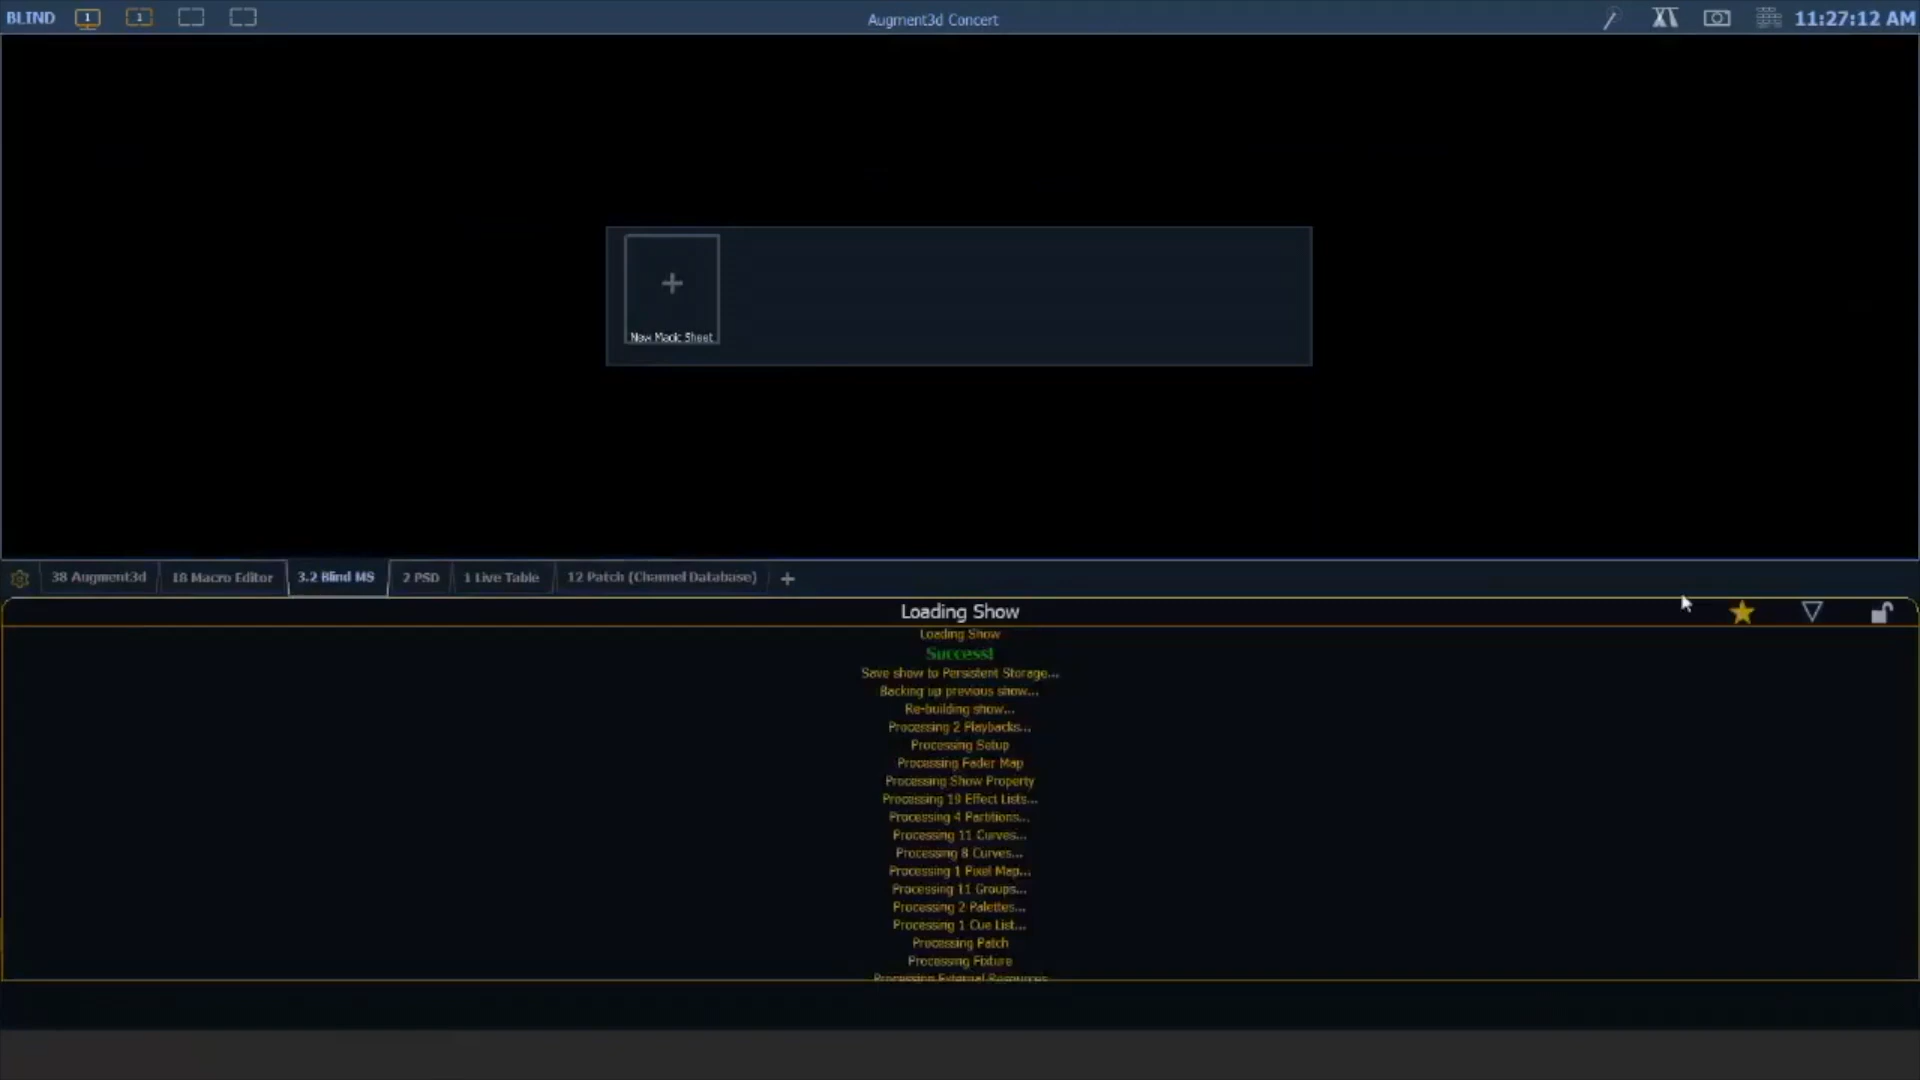 BLIND 1 1 Augment3d Concert 11:27:12 AM
+
New Magic Sheet
38 Augment3d 18 Macro Editor 3.2 Blind MS 2 PSD 1 Live Table 12 Patch (Channel Database) +
Loading Show
Loading Show
Success!
Save show to Persistent Storage...
Backing up previous show...
Re-building show...
Processing 2 Playbacks...
Processing Setup
Processing Fader Map
Processing Show Property
Processing 19 Effect Lists...
Processing 4 Partitions...
Processing 11 Curves...
Processing 8 Curves...
Processing 1 Pixel Map...
Processing 11 Groups...
Processing 2 Palettes...
Processing 1 Cue List...
Processing Patch
Processing Fixture
Processing External Resources